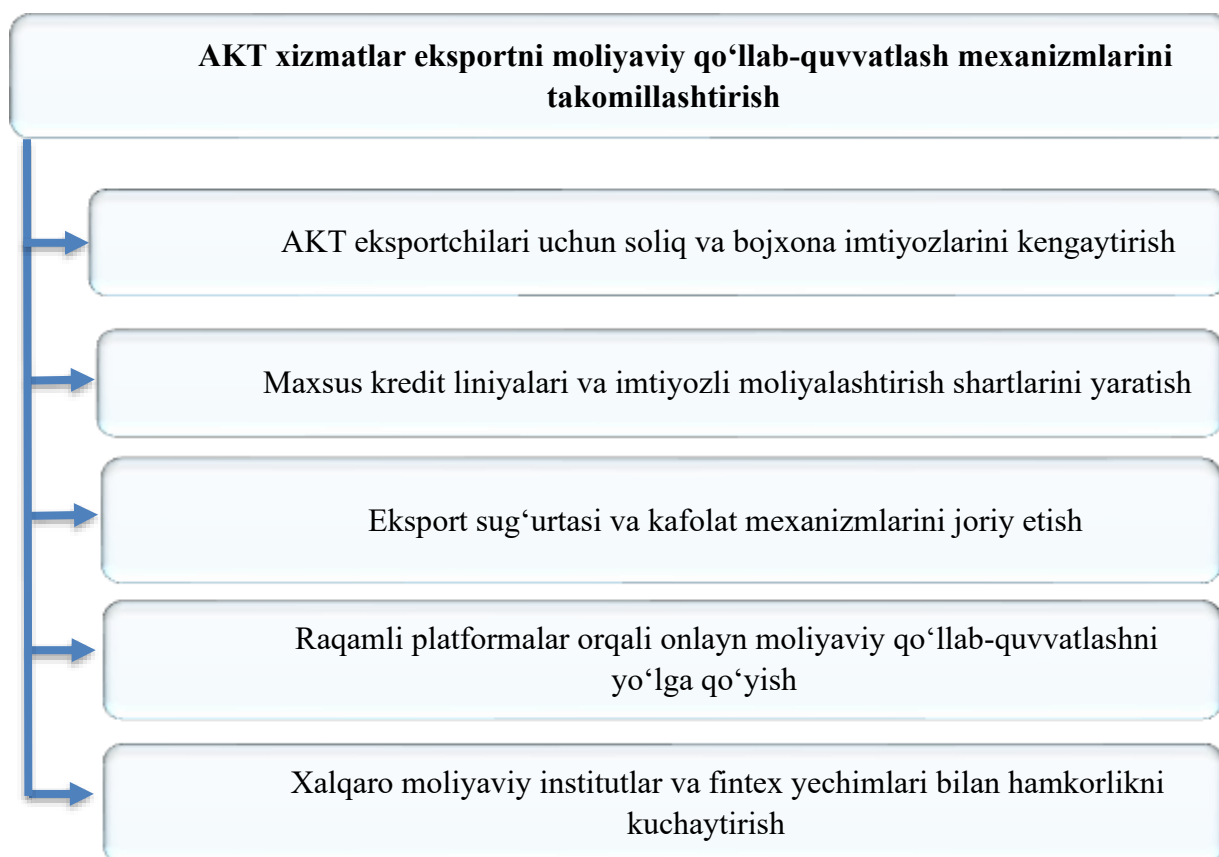 AKT xizmatlar eksportni moliyaviy qo‘llab-quvvatlash mexanizmlarini
takomillashtirish
AKT eksportchilari uchun soliq va bojxona imtiyozlarini kengaytirish
Maxsus kredit liniyalari va imtiyozli moliyalashtirish shartlarini yaratish
Eksport sug‘urtasi va kafolat mexanizmlarini joriy etish
Raqamli platformalar orqali onlayn moliyaviy qo‘llab-quvvatlashni
yo‘lga qo‘yish
Xalqaro moliyaviy institutlar va fintex yechimlari bilan hamkorlikni
kuchaytirish